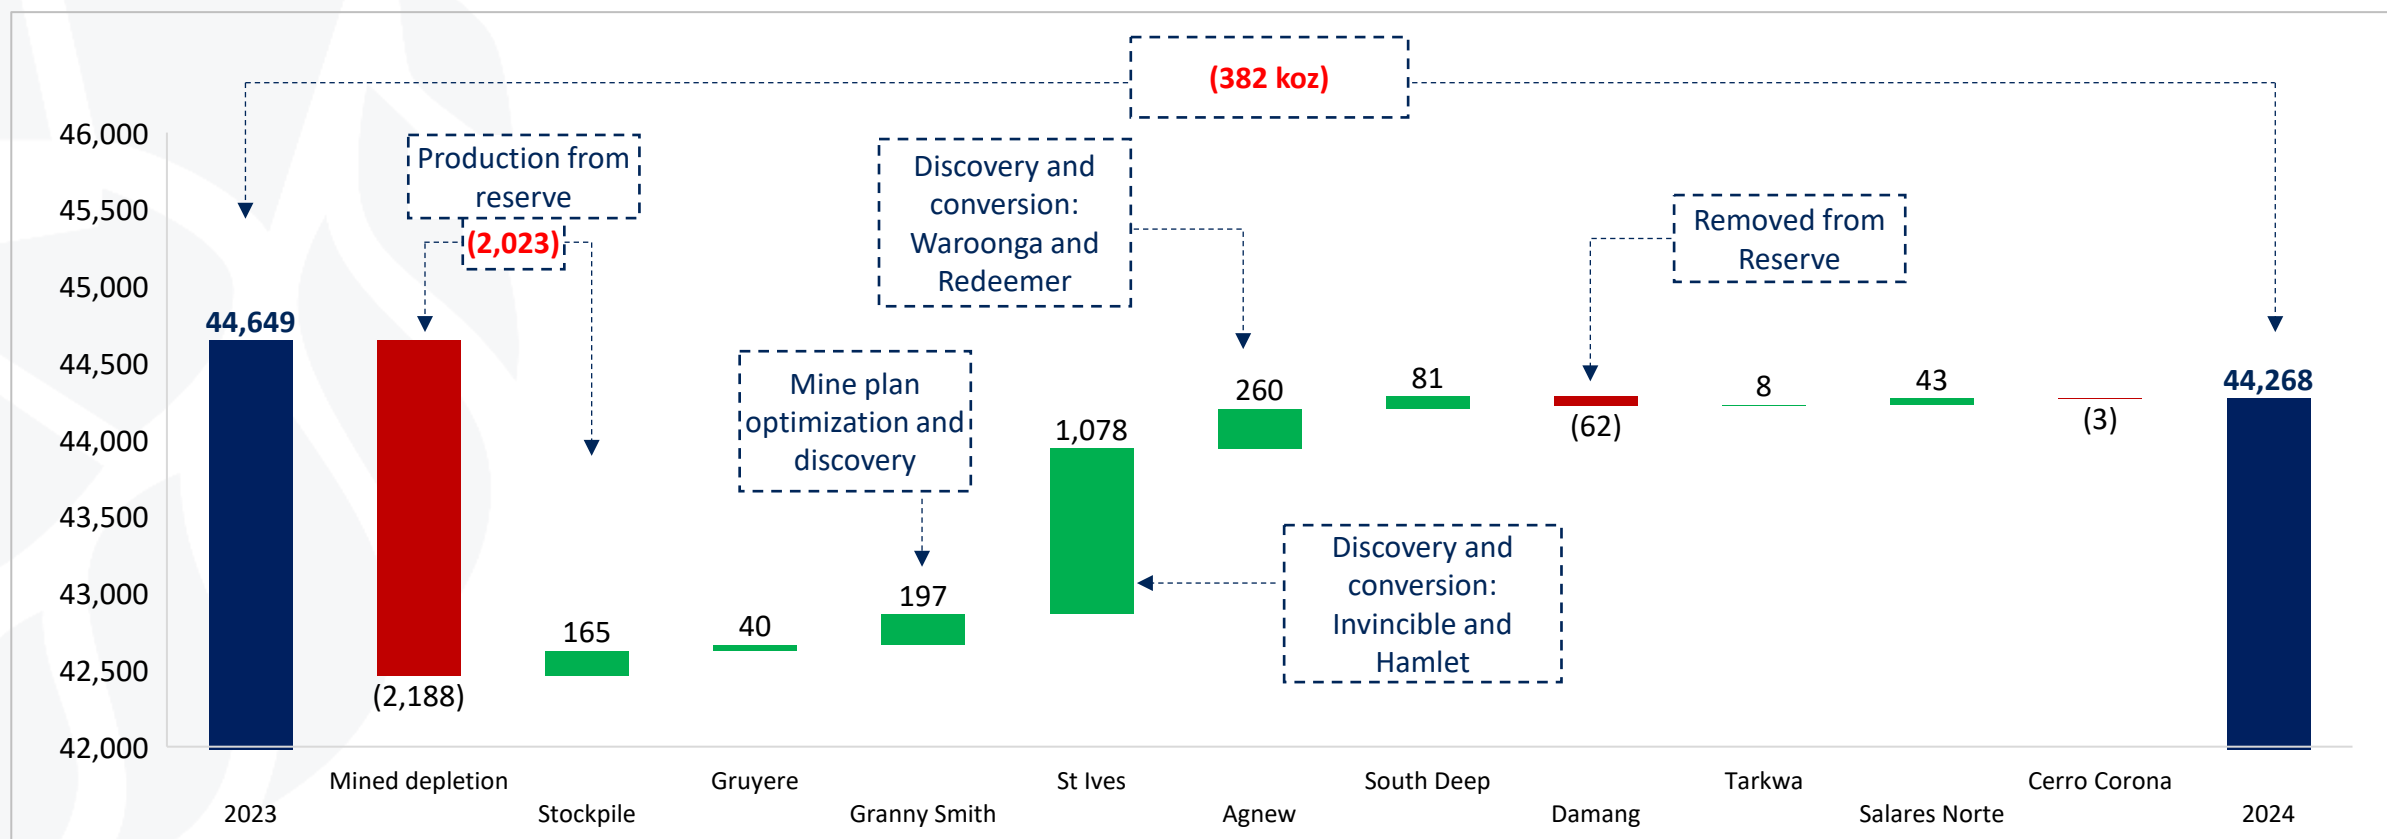 (382 koz)
46,000
45,500
45,000
44,500
44,000
43,500
43,000
42,500
42,000
Production from
reserve
(2,023)
Discovery and
conversion:
Waroonga and
Redeemer
Removed from
Reserve
Mine plan
optimization and
discovery
Discovery and
conversion:
Invincible and
Hamlet
44,649
(2,188)
165
40
197
1,078
260
81
(62)
8
43
(3)
44,268
2023
Mined depletion
Stockpile
Gruyere
Granny Smith
St Ives
Agnew
South Deep
Damang
Tarkwa
Salares Norte
Cerro Corona
2024